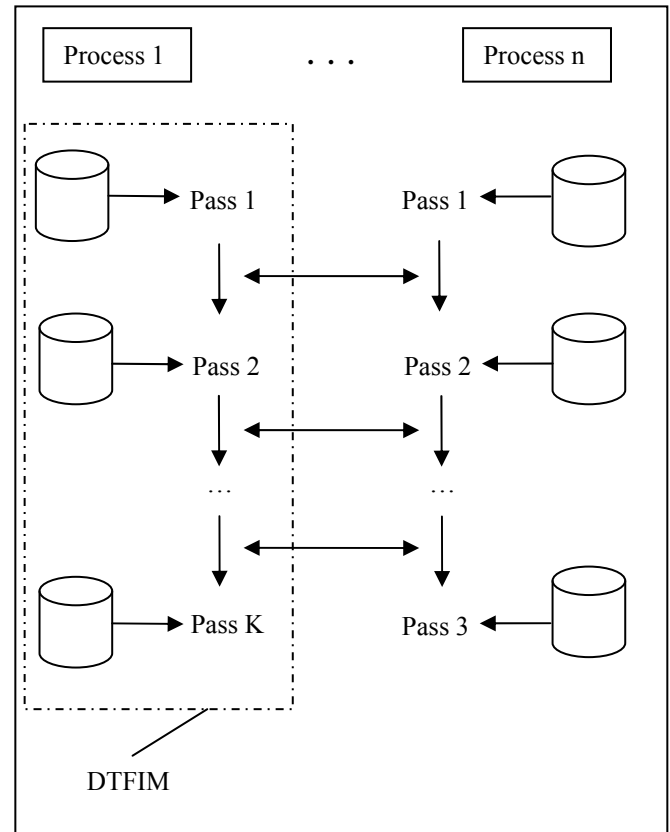 Process 1 . . . Process n
Pass 1 Pass 1
Pass 2 Pass 2
... ...
Pass K Pass 3
DTFIM